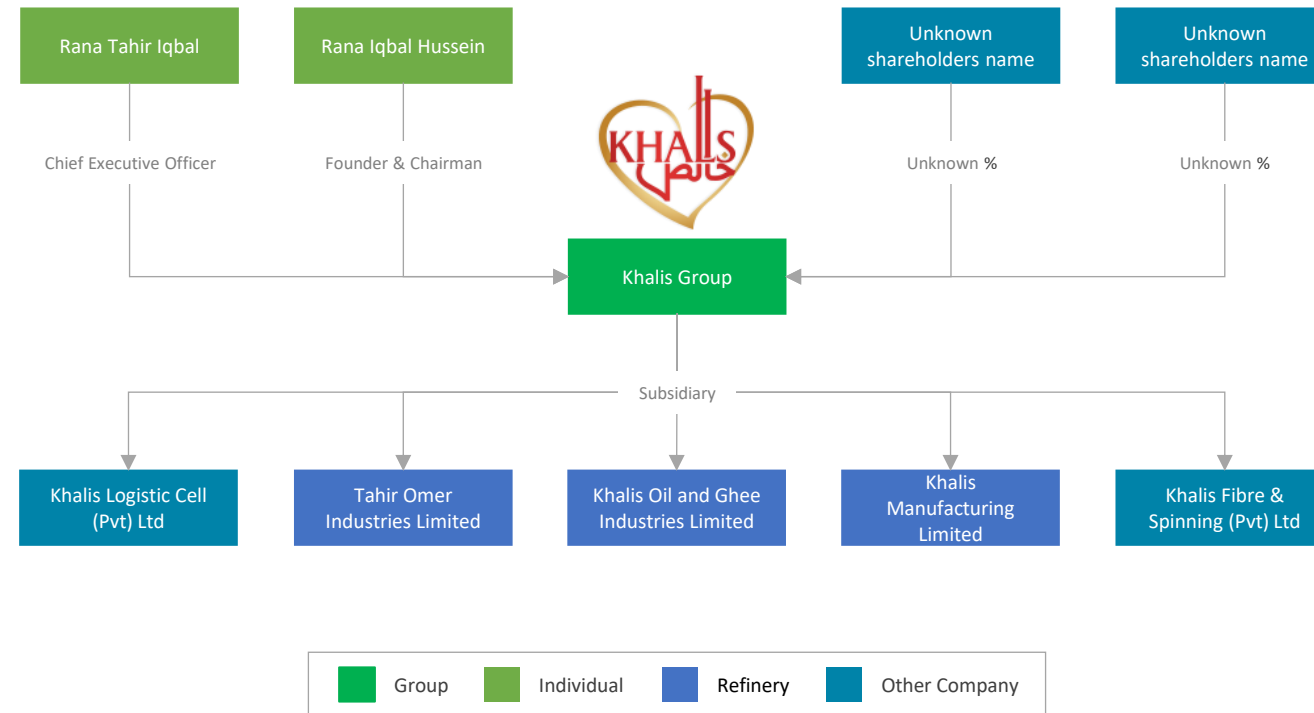 Rana Tahir Iqbal
Rana Iqbal Hussein
Unknown
shareholders name
Unknown
shareholders name
Chief Executive Officer
Founder & Chairman
KHALIS
خالص
Unknown %
Unknown %
Khalis Group
Subsidiary
Khalis Logistic Cell
(Pvt) Ltd
Tahir Omer
Industries Limited
Khalis Oil and Ghee
Industries Limited
Khalis
Manufacturing
Limited
Khalis Fibre &
Spinning (Pvt) Ltd
Group
Individual
Refinery
Other Company